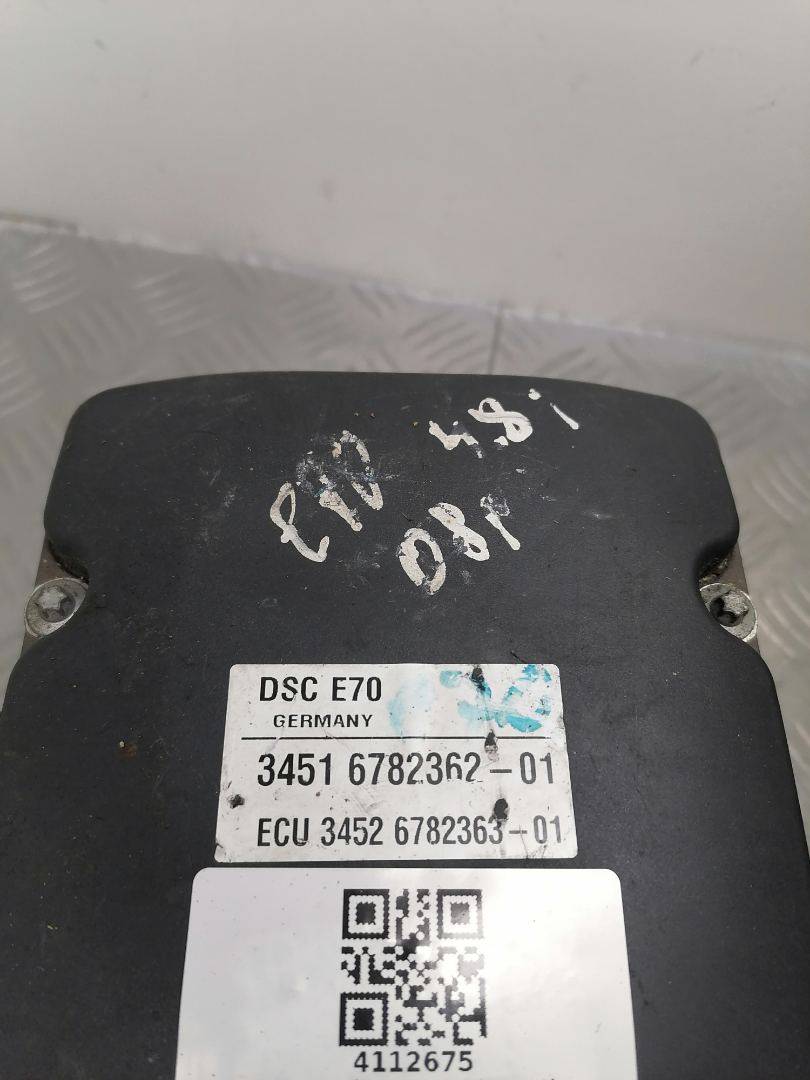 E70 4.8i
08r
DSC E70
GERMANY
3451 6782362-01
ECU 3452 6782363-01
4112675